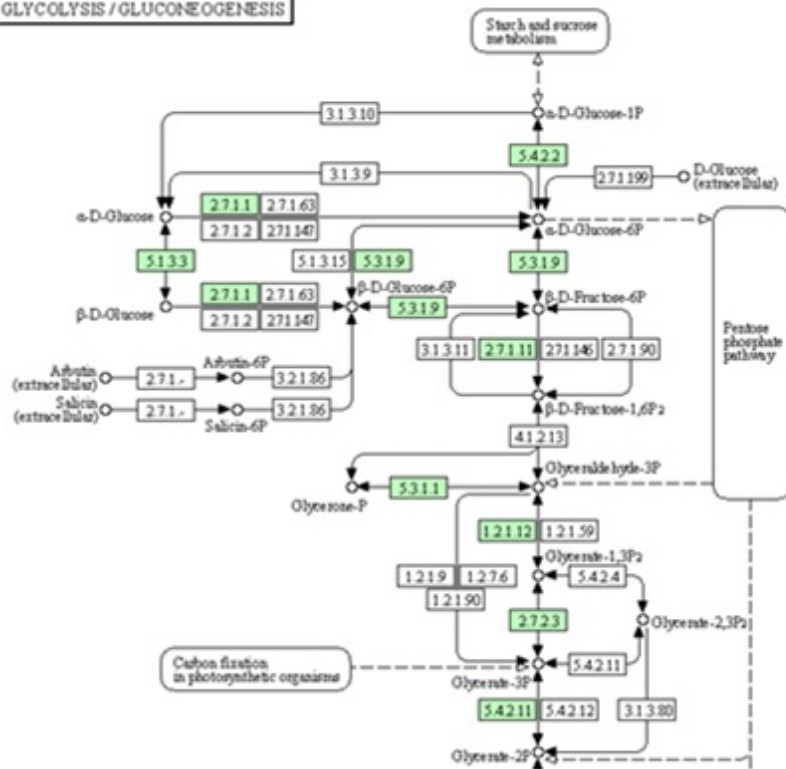 GLYCOLYSIS / GLUCONEOGENESIS
Starch and sucrose
metabolism
3.1.3.10
α-D-Glucose-1P
5.4.2.2
3.1.3.9
2.7.1.199
D-Glucose
(extracellular)
2.7.1.1
2.7.1.63
α-D-Glucose
2.7.1.2
2.7.1.147
α-D-Glucose-6P
5.1.3.3
5.1.3.15
5.3.1.9
5.3.1.9
2.7.1.1
2.7.1.63
β-D-Glucose-6P
5.3.1.9
β-D-Fructose-6P
β-D-Glucose
2.7.1.2
2.7.1.147
Pentose
phosphate
pathway
3.1.3.11
2.7.1.11
2.7.1.146
2.7.1.90
Arbutin
(extracellular)
2.7.1.-
Arbutin-6P
3.2.1.86
Salicin
(extracellular)
2.7.1.-
Salicin-6P
3.2.1.86
β-D-Fructose-1,6P2
4.1.2.13
Glyceraldehyde-3P
Glycerone-P
5.3.1.1
1.2.1.12
1.2.1.59
Glycerate-1,3P2
1.2.1.9
1.2.7.6
5.4.2.4
1.2.1.90
2.7.2.3
Glycerate-2,3P2
Carbon fixation
in photosynthetic organisms
5.4.2.11
Glycerate-3P
5.4.2.11
5.4.2.12
3.1.3.80
Glycerate-2P